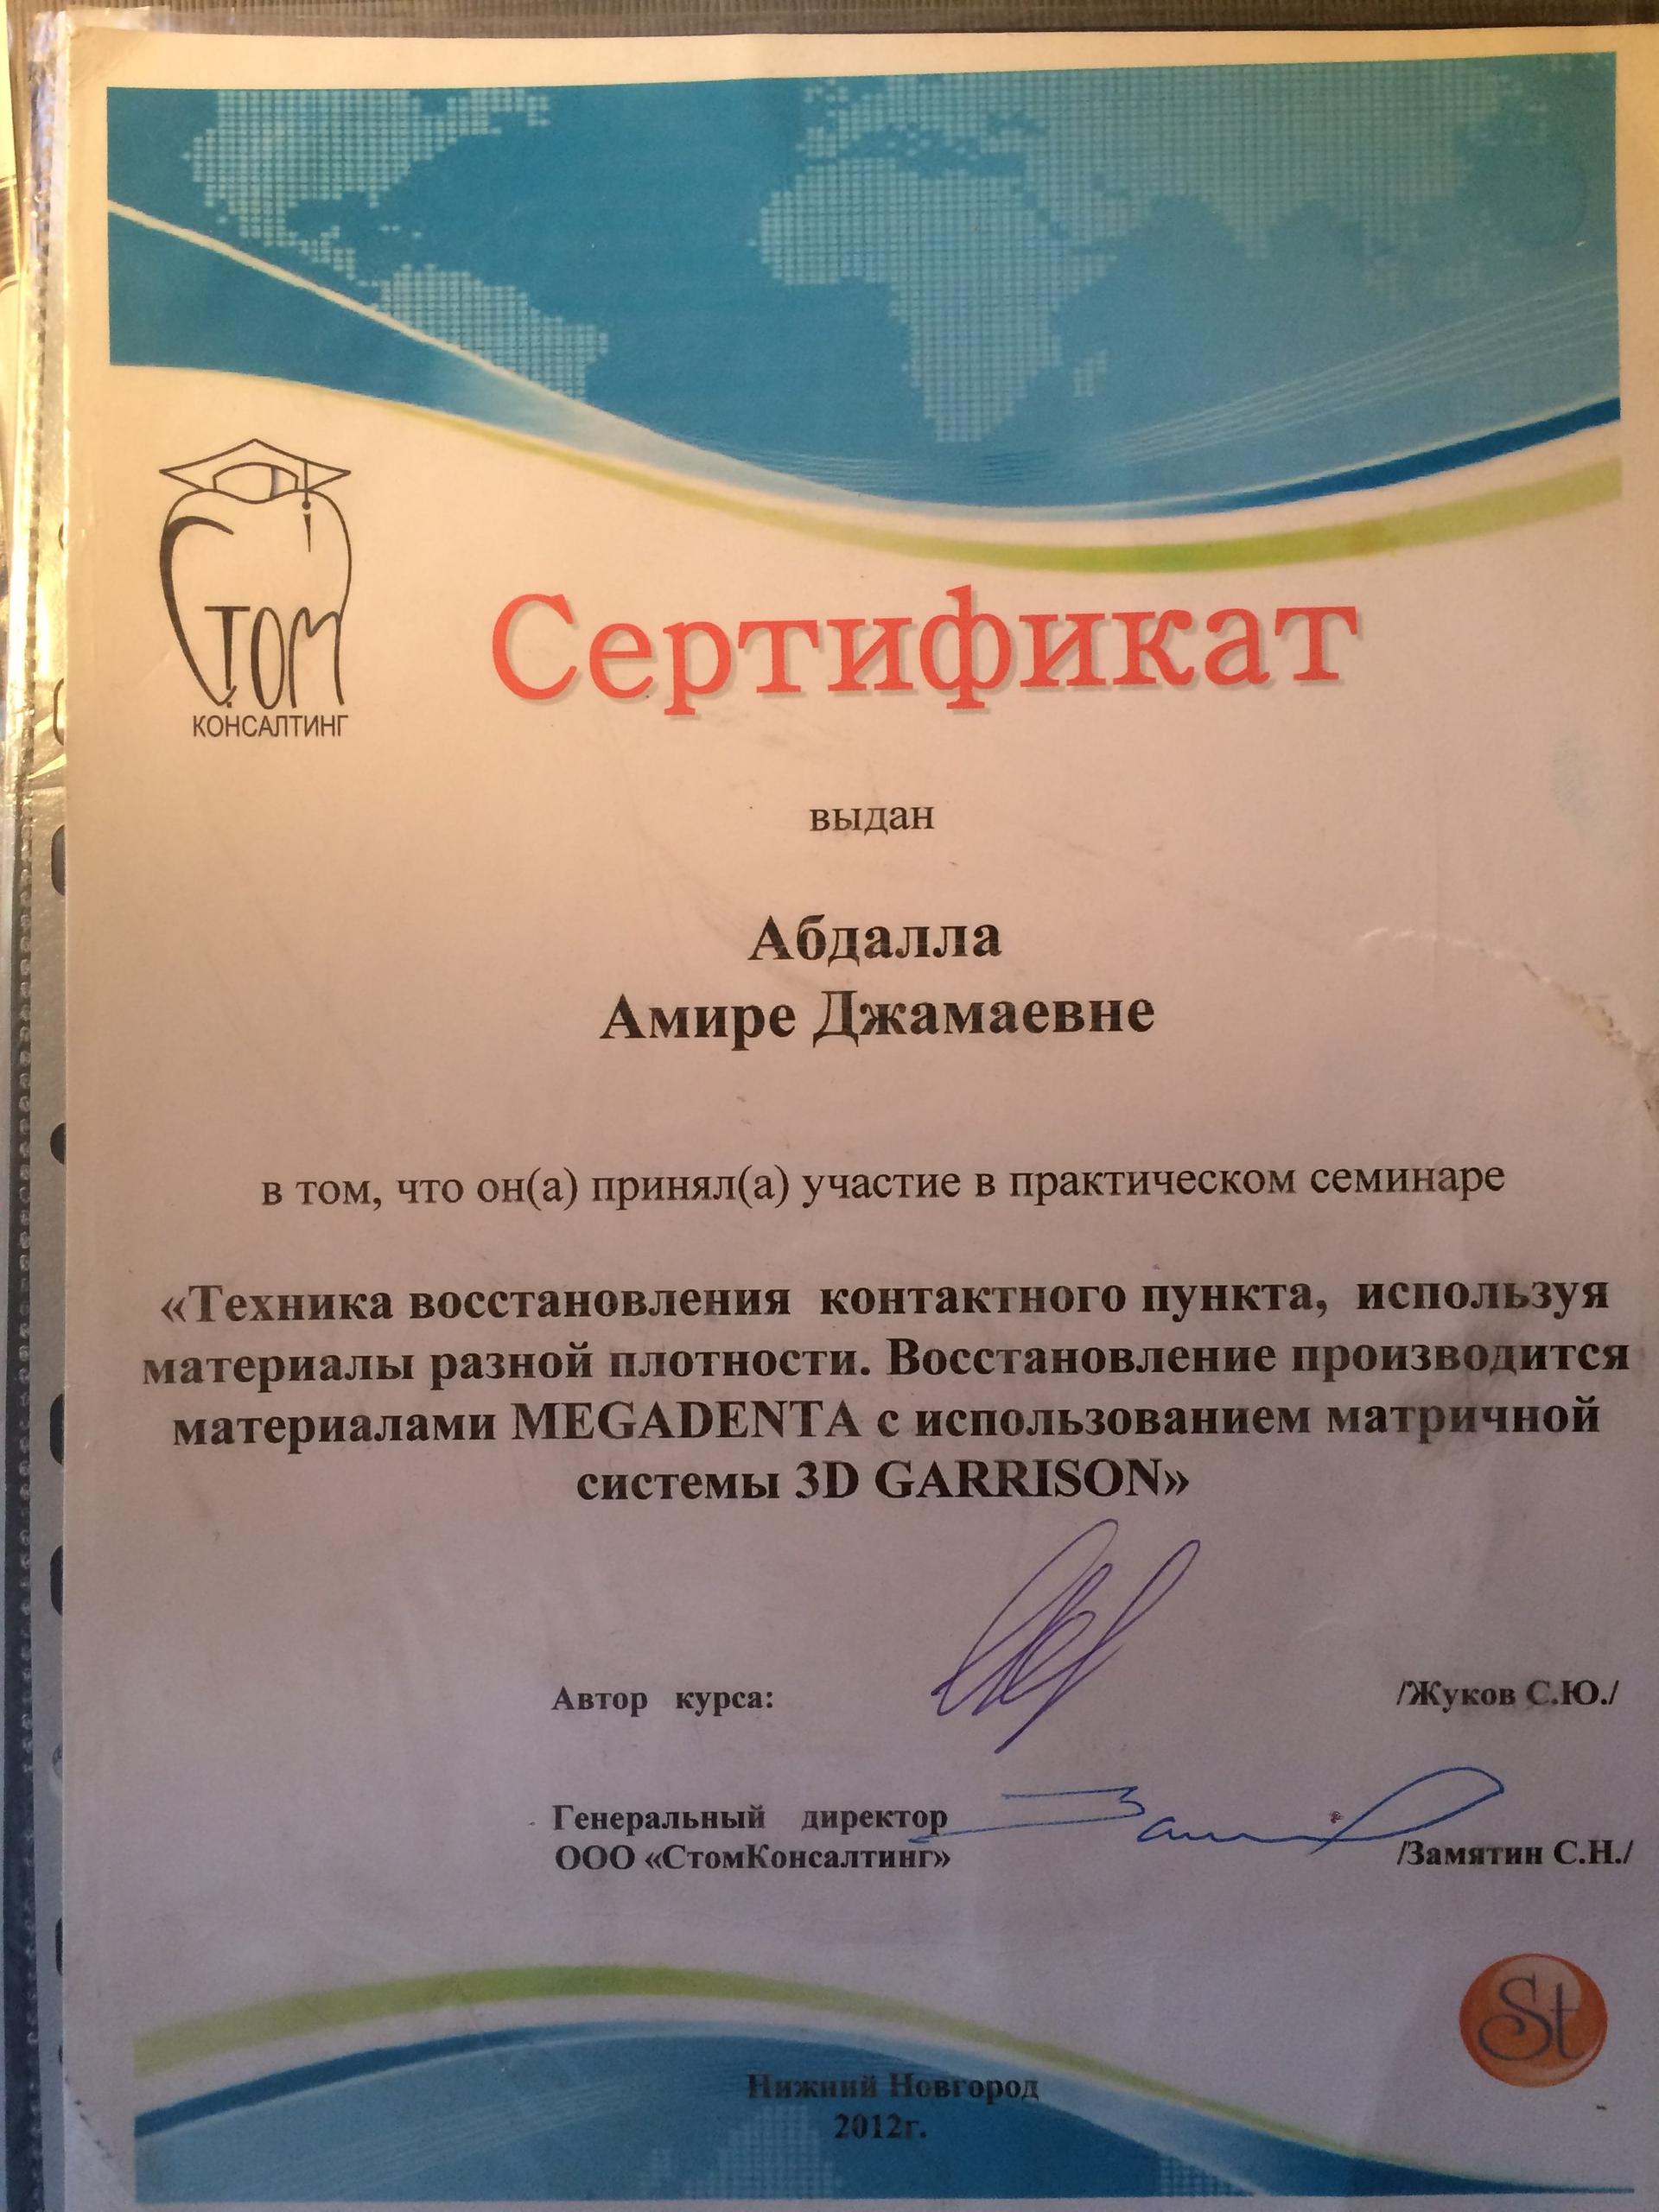 Стом
КОНСАЛТИНГ
Сертификат
выдан
Абдалла
Амире Джамаевне
в том, что он(а) принял(а) участие в практическом семинаре
«Техника восстановления контактного пункта, используя
материалы разной плотности. Восстановление производится
материалами MEGADENTA с использованием матричной
системы 3D GARRISON»
Автор курса: /Жуков С.Ю./
Генеральный директор
ООО «СтомКонсалтинг» /Замятин С.Н./
St
Нижний Новгород
2012г.